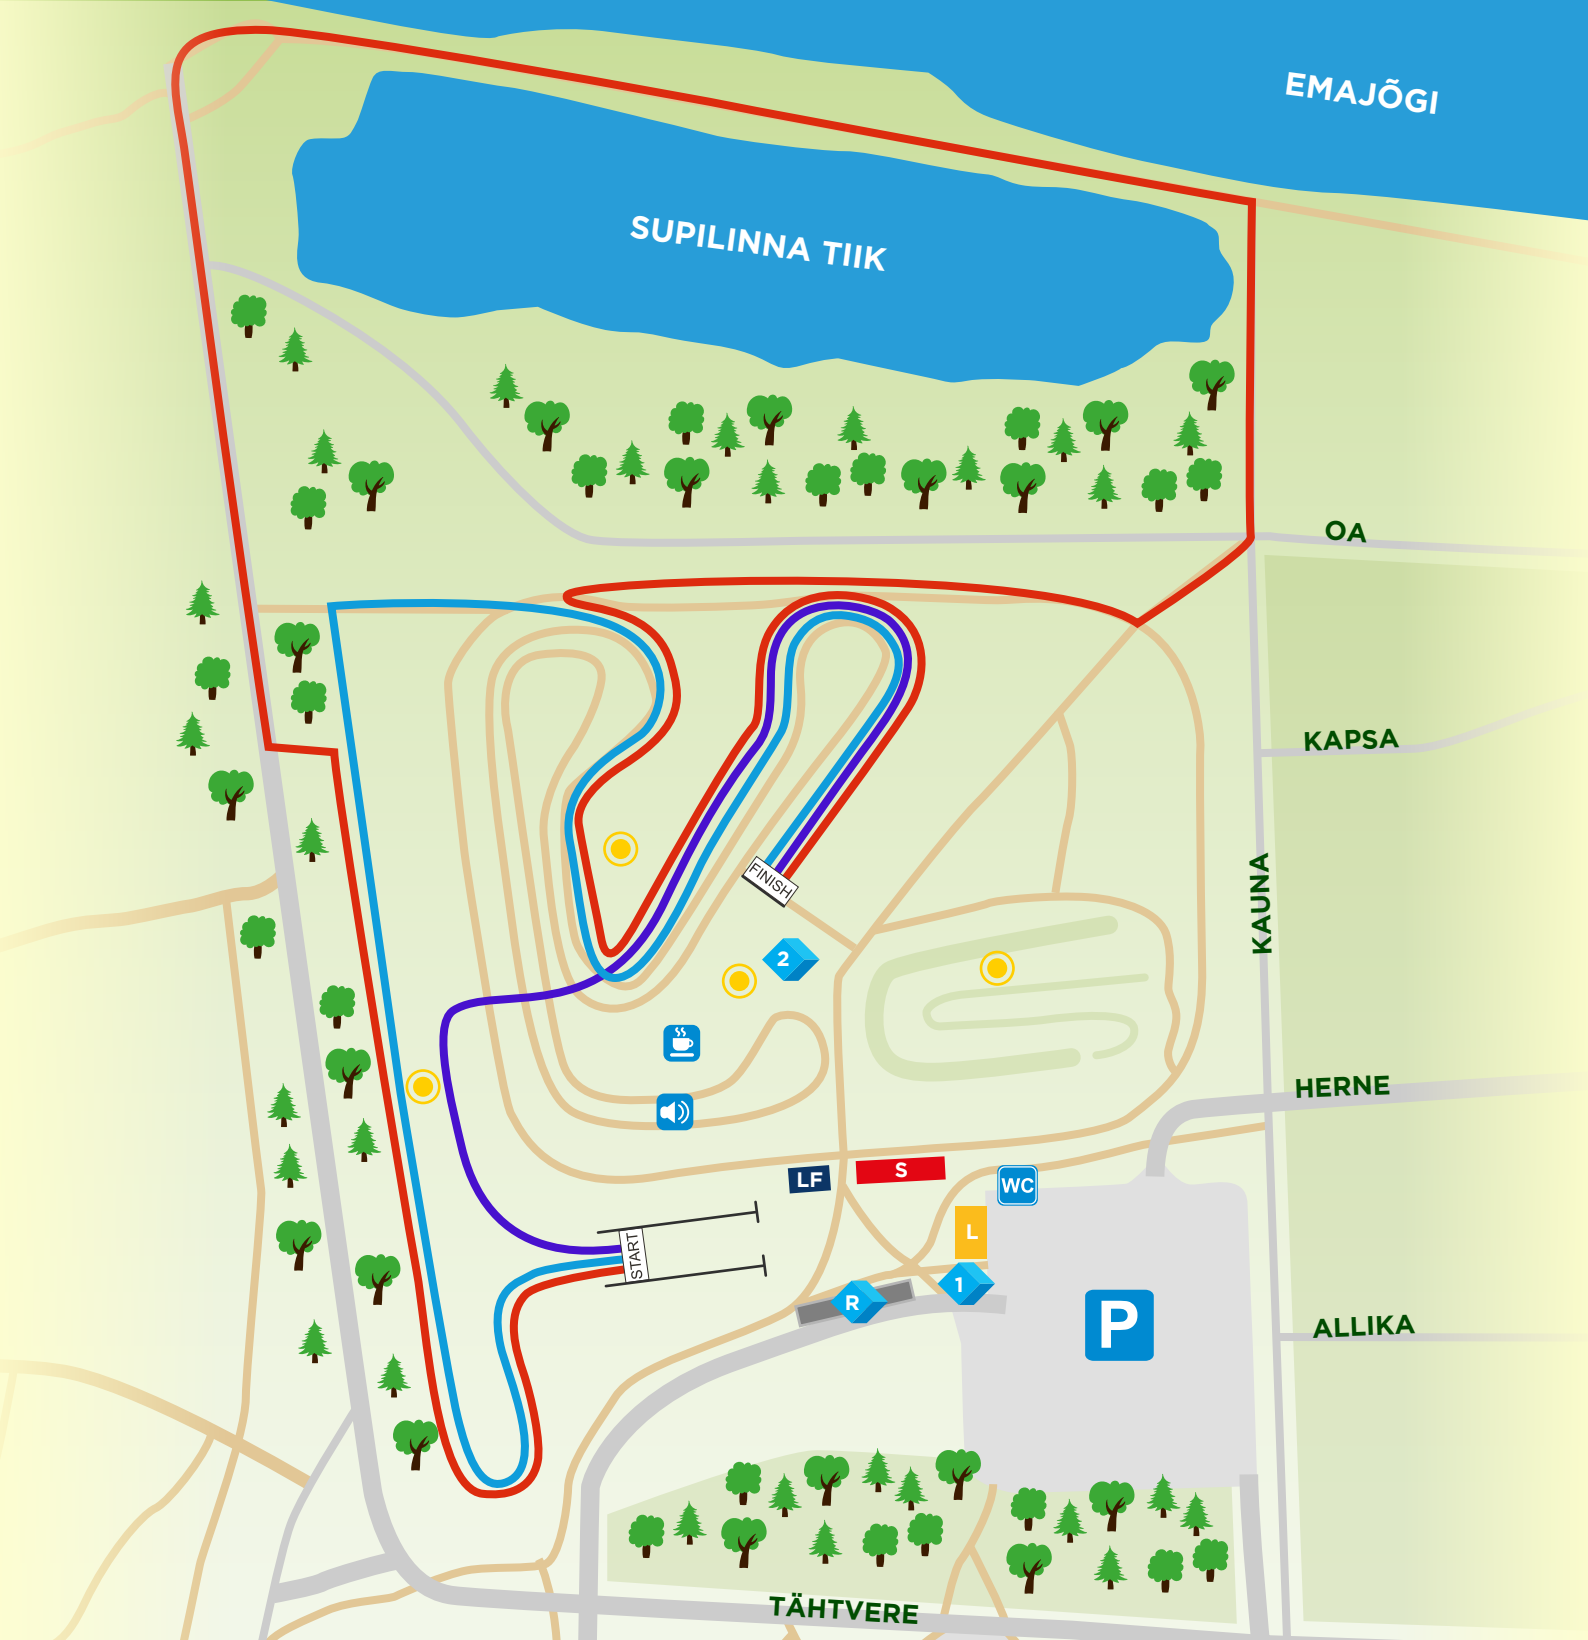 EMAJÕGI
SUPILINNA TIIK
OA
KAPSA
FINISH
KAUNA
2
HERNE
LF
S
WC
L
START
1
R
P
ALLIKA
TÄHTVERE